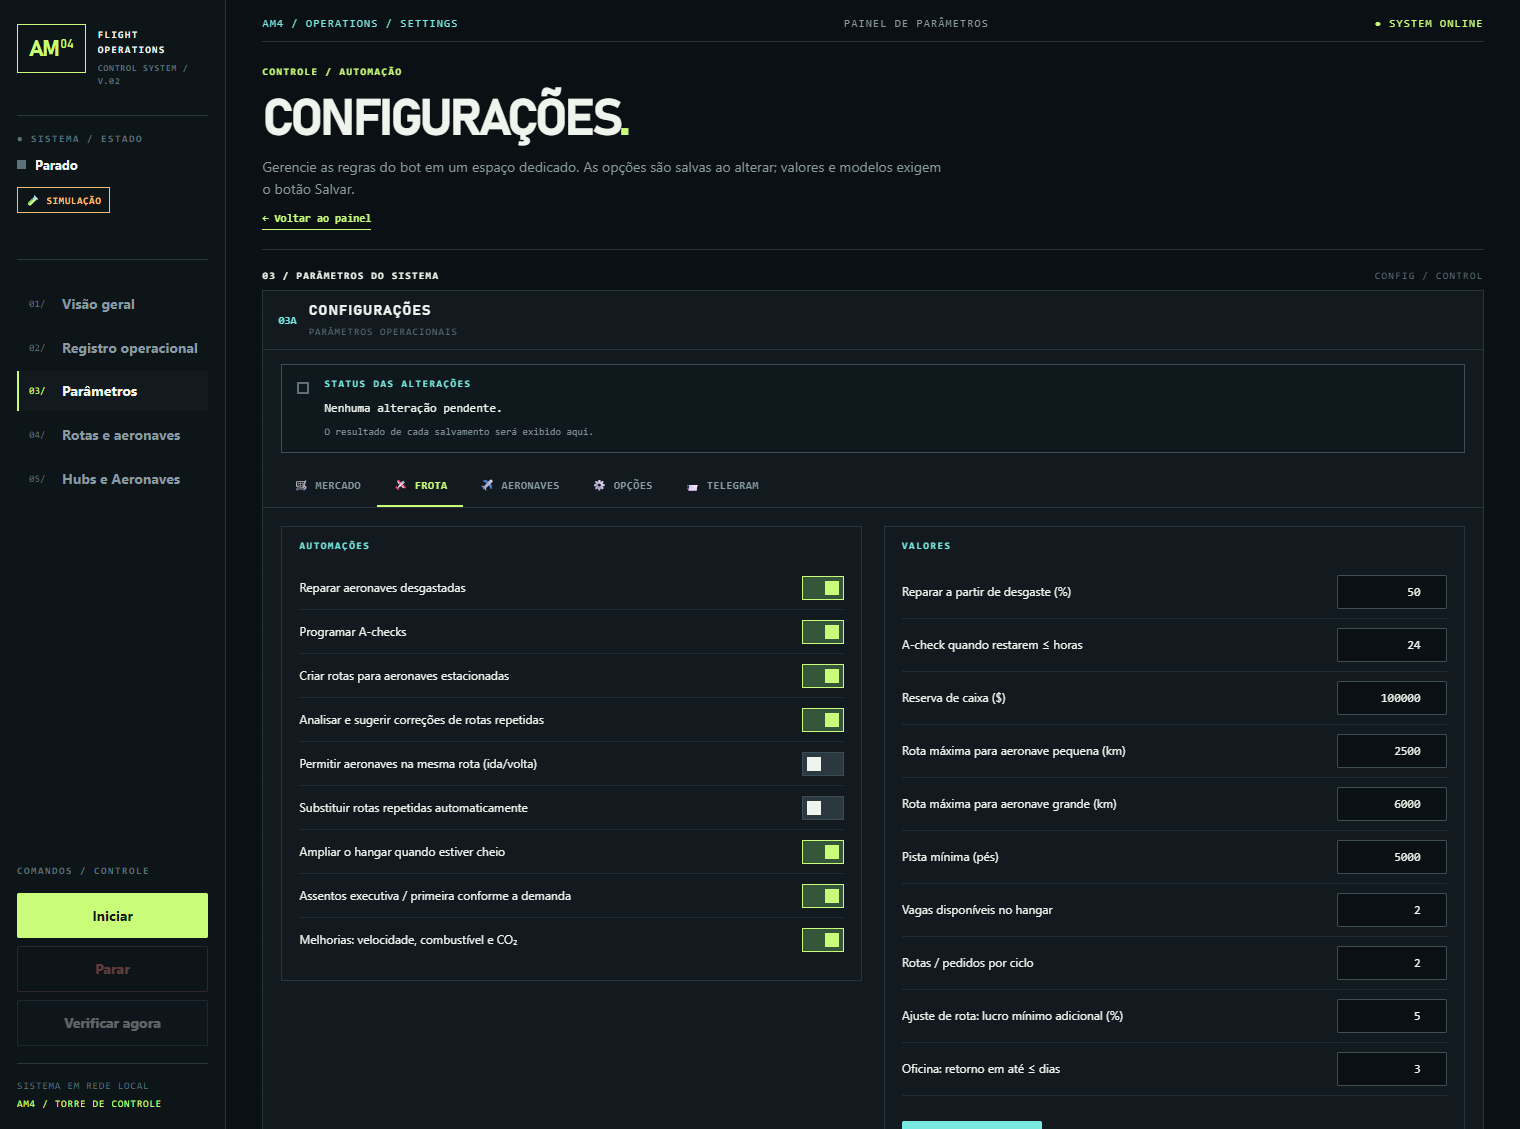 AM04
FLIGHT
OPERATIONS
CONTROL SYSTEM /
V.02
SISTEMA / ESTADO
Parado
SIMULAÇÃO
01/ Visão geral
02/ Registro operacional
03/ Parâmetros
04/ Rotas e aeronaves
05/ Hubs e Aeronaves
COMANDOS / CONTROLE
Iniciar
Parar
Verificar agora
SISTEMA EM REDE LOCAL
AM4 / TORRE DE CONTROLE
AM4 / OPERATIONS / SETTINGS
PAINEL DE PARÂMETROS
● SYSTEM ONLINE
CONTROLE / AUTOMAÇÃO
CONFIGURAÇÕES.
Gerencie as regras do bot em um espaço dedicado. As opções são salvas ao alterar; valores e modelos exigem
o botão Salvar.
← Voltar ao painel
03 / PARÂMETROS DO SISTEMA
CONFIG / CONTROL
03A CONFIGURAÇÕES
PARÂMETROS OPERACIONAIS
STATUS DAS ALTERAÇÕES
Nenhuma alteração pendente.
O resultado de cada salvamento será exibido aqui.
MERCADO
FROTA
AERONAVES
OPÇÕES
TELEGRAM
AUTOMAÇÕES
Reparar aeronaves desgastadas
Programar A-checks
Criar rotas para aeronaves estacionadas
Analisar e sugerir correções de rotas repetidas
Permitir aeronaves na mesma rota (ida/volta)
Substituir rotas repetidas automaticamente
Ampliar o hangar quando estiver cheio
Assentos executiva / primeira conforme a demanda
Melhorias: velocidade, combustível e CO₂
VALORES
Reparar a partir de desgaste (%) 50
A-check quando restarem ≤ horas 24
Reserva de caixa ($) 100000
Rota máxima para aeronave pequena (km) 2500
Rota máxima para aeronave grande (km) 6000
Pista mínima (pés) 5000
Vagas disponíveis no hangar 2
Rotas / pedidos por ciclo 2
Ajuste de rota: lucro mínimo adicional (%) 5
Oficina: retorno em até ≤ dias 3